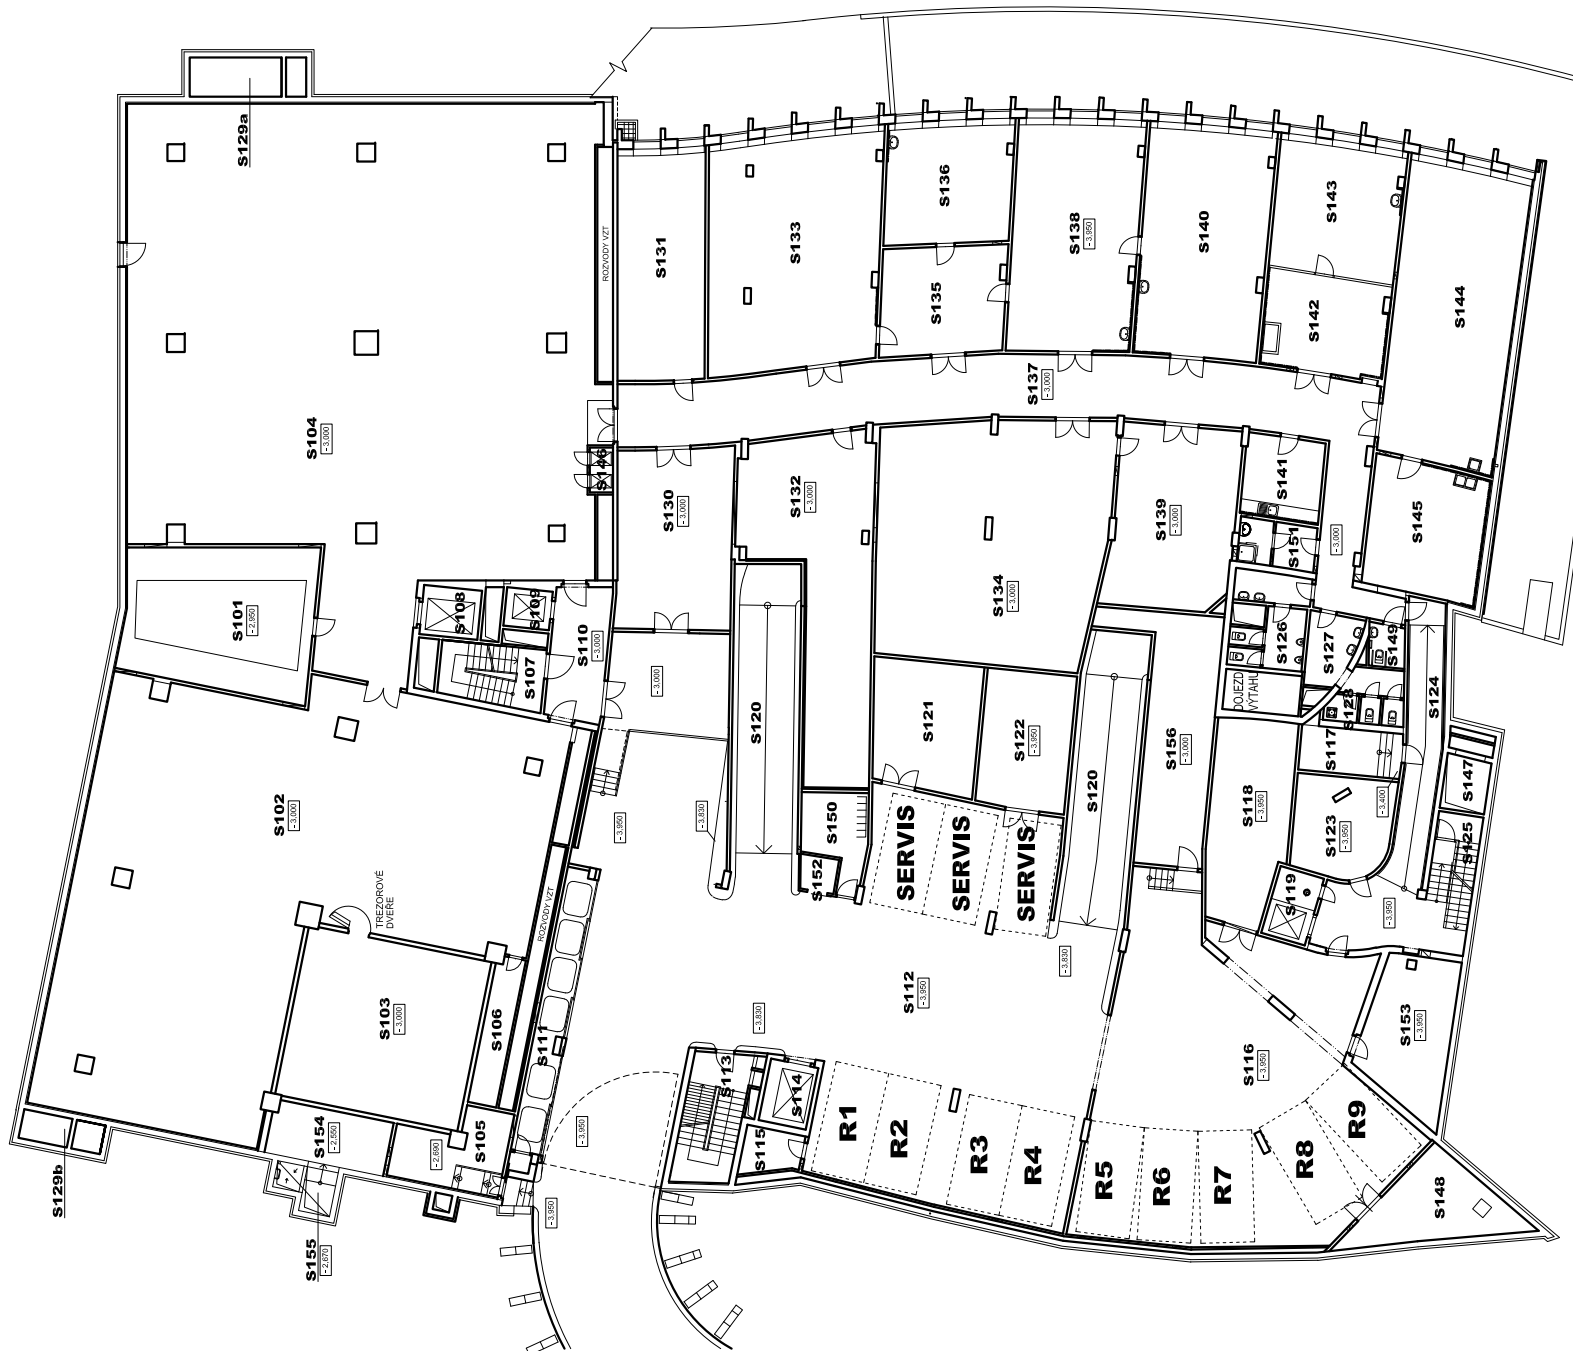 S129a
S104
-3,000
ROZVODY VZT
S131
S133
S136
S135
S138
-3,950
S140
S143
S142
S144
S137
-3,000
S146
S130
-3,000
S132
-3,000
S134
-3,000
S139
-3,000
S141
S151
-3,000
S145
S101
-2,950
S108
S109
S110
-3,000
S107
-3,000
S120
S121
S122
-3,950
S120
S156
-3,000
S126
S127
S149
DOJEZD
VÝTAHU
S128
S124
S117
S118
-3,950
S123
-3,950
-3,400
S147
S125
S119
-3,950
S102
-3,000
-3,950
-3,830
S150
S152
SERVIS
SERVIS
SERVIS
TREZOROVÉ
DVEŘE
ROZVODY VZT
S103
-3,000
S106
S111
S112
-3,950
-3,830
-3,830
S113
S114
S115
S116
-3,950
S153
-3,950
R1
R2
R3
R4
R5
R6
R7
R8
R9
S148
S129b
S154
-2,550
S105
-2,690
-3,950
-3,950
S155
-2,670